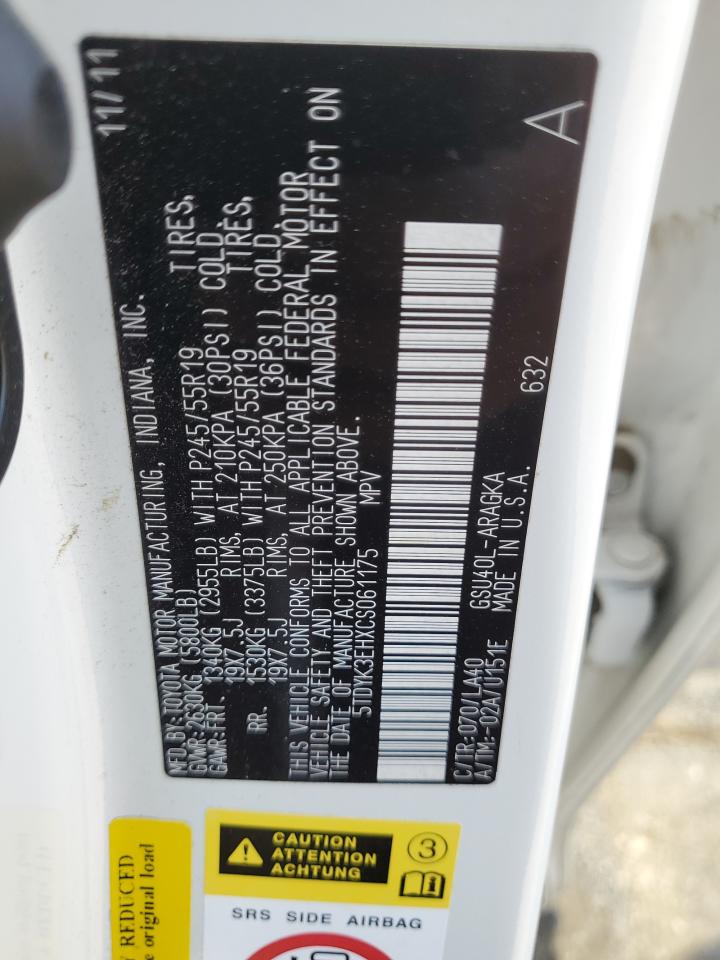 MFD.BY:TOYOTA MOTOR MANUFACTURING, INDIANA, INC. 11/11
GVWR:2630KG (5800LB)
GAWR:FRT. 1340KG (2955LB) WITH P245/55R19 TIRES,
19X7.5J RIMS, AT 210KPA (30PSI) COLD.
RR. 1530KG (3375LB) WITH P245/55R19 TIRES,
19X7.5J RIMS, AT 250KPA (36PSI) COLD.
THIS VEHICLE CONFORMS TO ALL APPLICABLE FEDERAL MOTOR
VEHICLE SAFETY AND THEFT PREVENTION STANDARDS IN EFFECT ON
THE DATE OF MANUFACTURE SHOWN ABOVE.
5TDYK3EHXCS061175 MPV
C/TR:070/LA40 GSU40L-ARAGKA 632
A/TM:-02A/U151E MADE IN U.S.A.
A
Y REDUCED
e original load
CAUTION
ATTENTION
ACHTUNG
3
SRS SIDE AIRBAG